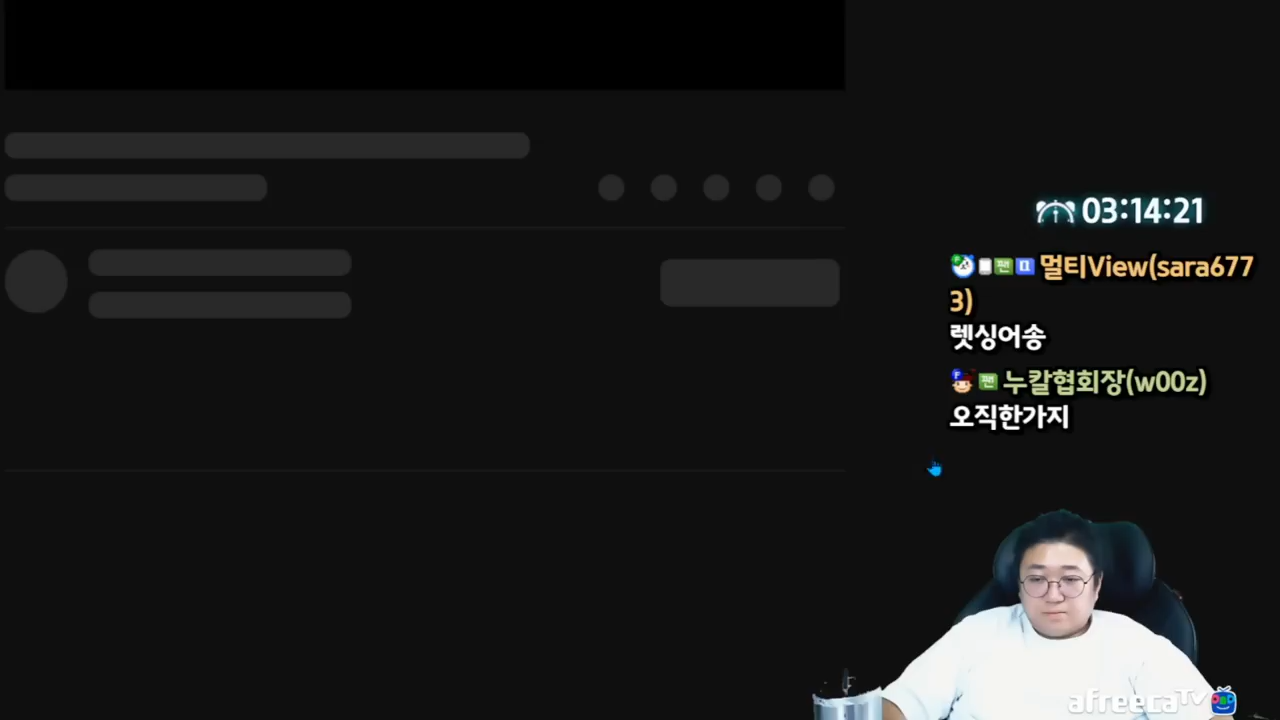 03:14:21
멀티View(sara677
3)
렛싱어송
누칼협회장(w00z)
오직한가지
afreecaTV